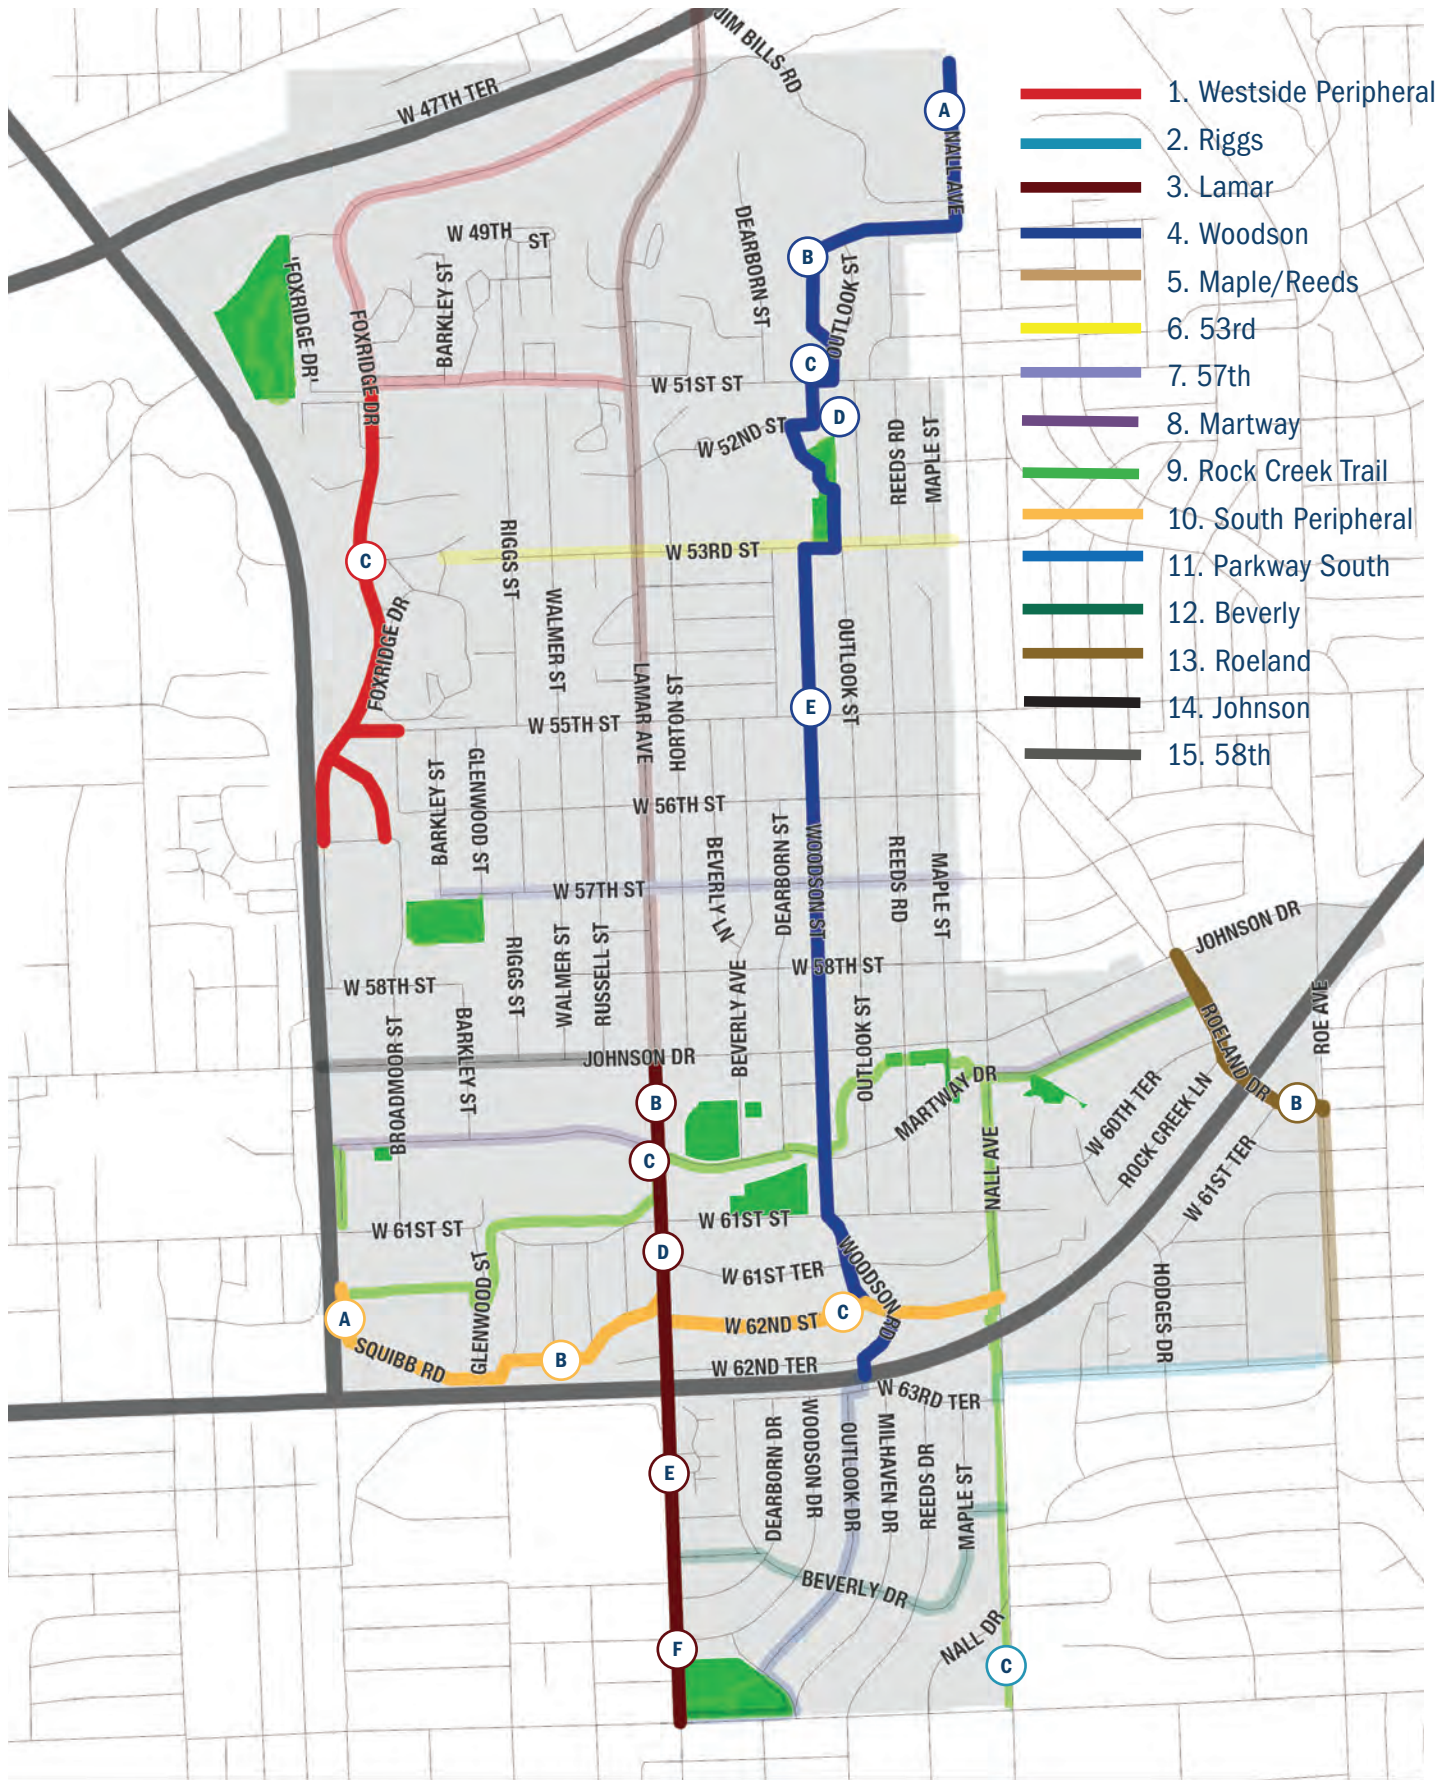 JIM BILLS RD
W 47TH TER
A
NALL AVE
1. Westside Peripheral
2. Riggs
3. Lamar
4. Woodson
5. Maple/Reeds
6. 53rd
7. 57th
8. Martway
9. Rock Creek Trail
10. South Peripheral
11. Parkway South
12. Beverly
13. Roeland
14. Johnson
15. 58th
W 49TH ST
DEARBORN ST
B
OUTLOOK ST
'FOXRIDGE DR'
FOXRIDGE DR
BARKLEY ST
C
W 51ST ST
D
W 52ND ST
REEDS RD
MAPLE ST
C
RIGGS ST
W 53RD ST
WALMER ST
FOXRIDGE DR
LAMAR AVE
HORTON ST
OUTLOOK ST
E
W 55TH ST
BARKLEY ST
GLENWOOD ST
W 56TH ST
BEVERLY LN
DEARBORN ST
WOODSON ST
REEDS RD
MAPLE ST
W 57TH ST
JOHNSON DR
W 58TH ST
RIGGS ST
WALMER ST
RUSSELL ST
W 58TH ST
BEVERLY AVE
OUTLOOK ST
ROE AVE
BROADMOOR ST
BARKLEY ST
JOHNSON DR
ROELAND DR
MARTWAY DR
B
B
W 60TH TER
ROCK CREEK LN
W 61ST TER
C
NALL AVE
W 61ST ST
W 61ST ST
D
W 61ST TER
WOODSON RD
GLENWOOD ST
HODGES DR
A
C
W 62ND ST
SQUIBB RD
B
W 62ND TER
W 63RD TER
DEARBORN DR
WOODSON DR
OUTLOOK DR
MILHAVEN DR
REEDS DR
MAPLE ST
E
BEVERLY DR
NALL DR
F
C